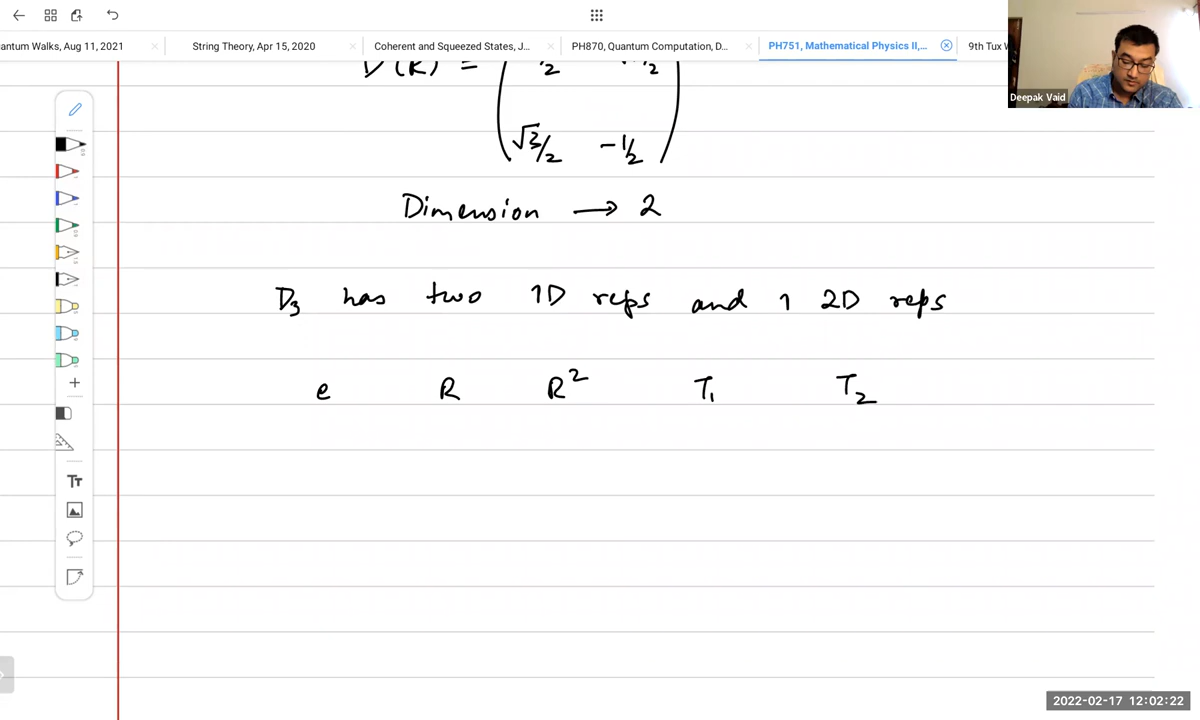 antum Walks, Aug 11, 2021 String Theory, Apr 15, 2020 Coherent and Squeezed States, J... PH870, Quantum Computation, D... PH751, Mathematical Physics II,... 9th Tux W
Deepak Vaid
√3/2 -1/2
Dimension → 2
D₃ has two 1D reps and 1 2D reps
e R R² T₁ T₂
Tт
2022-02-17 12:02:22